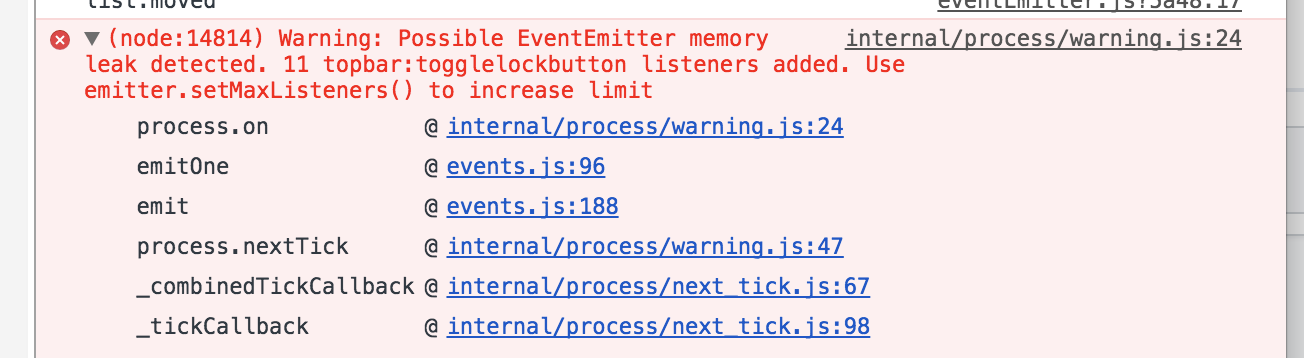 list.moved eventEmitter.js?5a48:17
(node:14814) Warning: Possible EventEmitter memory internal/process/warning.js:24
leak detected. 11 topbar:togglelockbutton listeners added. Use
emitter.setMaxListeners() to increase limit
process.on @ internal/process/warning.js:24
emitOne @ events.js:96
emit @ events.js:188
process.nextTick @ internal/process/warning.js:47
_combinedTickCallback @ internal/process/next_tick.js:67
_tickCallback @ internal/process/next_tick.js:98